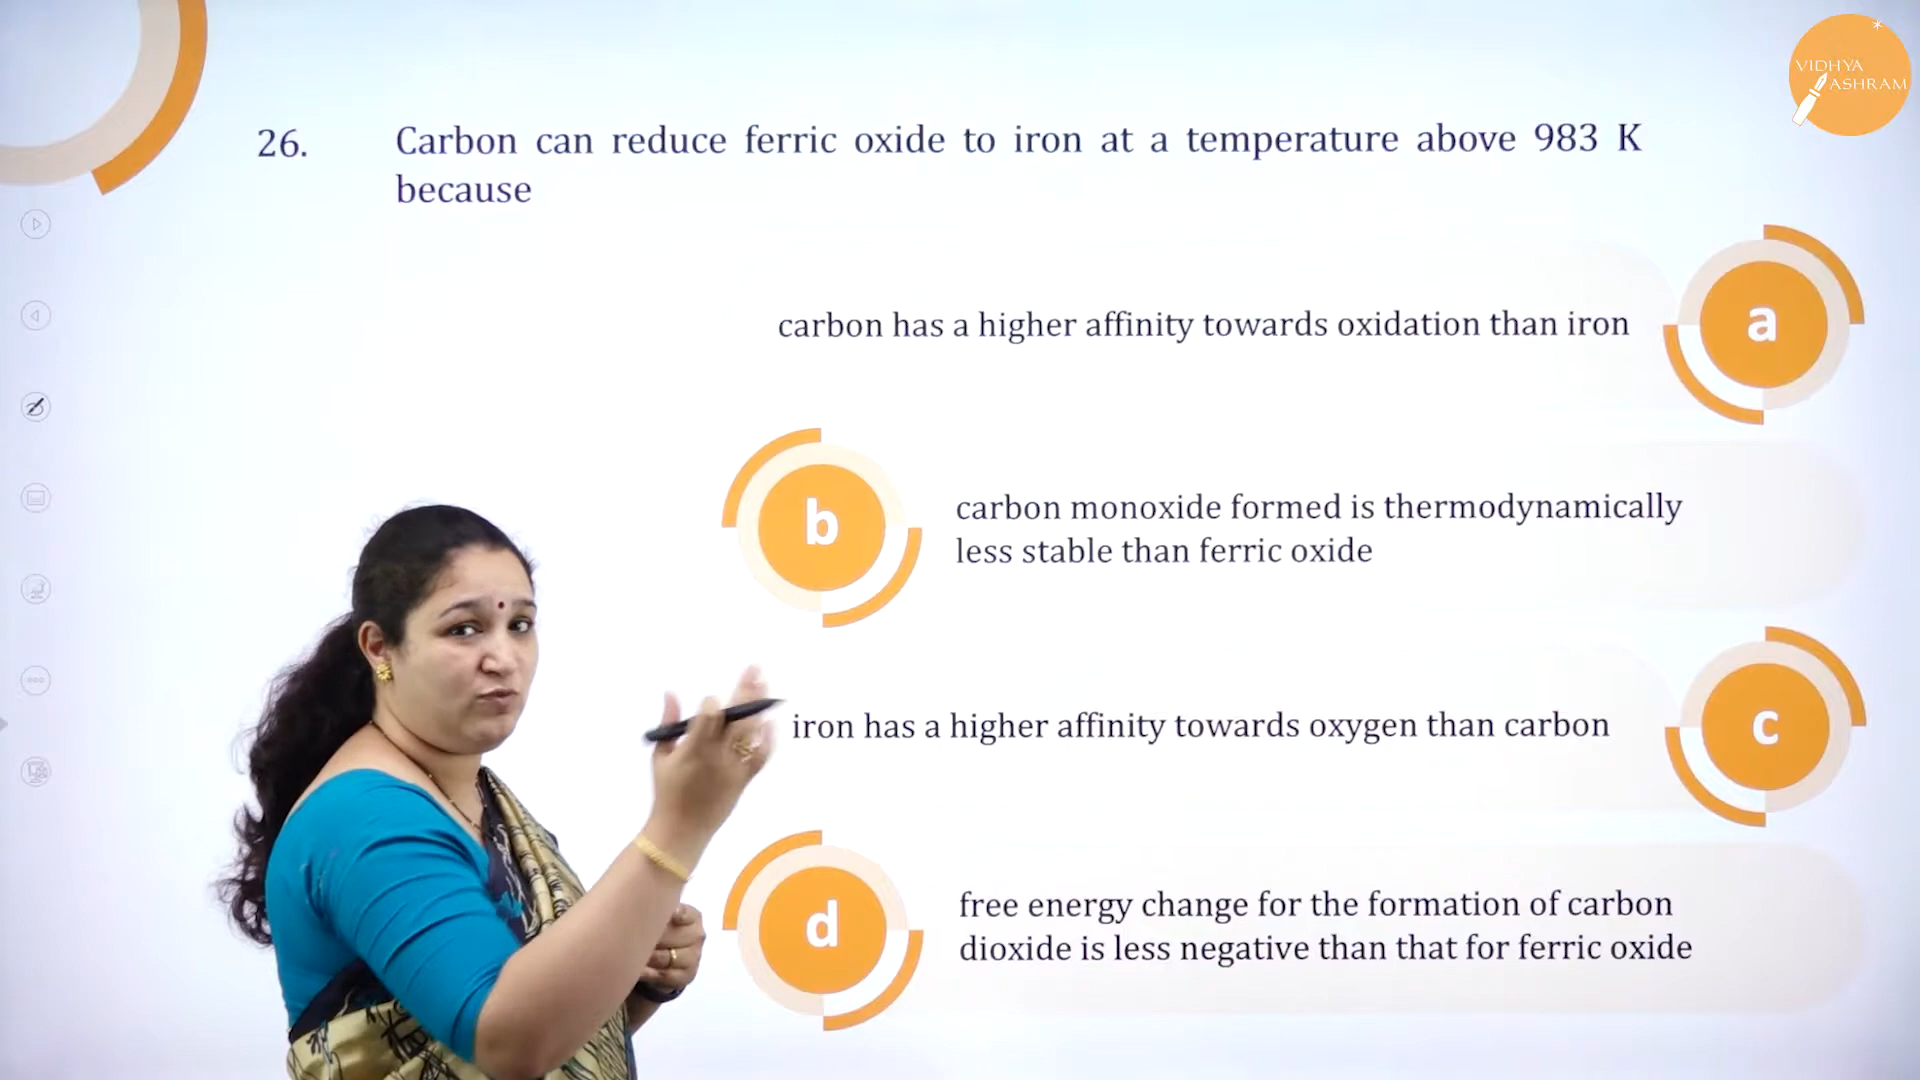 VIDHYA
ASHRAM
26. Carbon can reduce ferric oxide to iron at a temperature above 983 K
because
carbon has a higher affinity towards oxidation than iron
a
b
carbon monoxide formed is thermodynamically
less stable than ferric oxide
iron has a higher affinity towards oxygen than carbon
c
d
free energy change for the formation of carbon
dioxide is less negative than that for ferric oxide